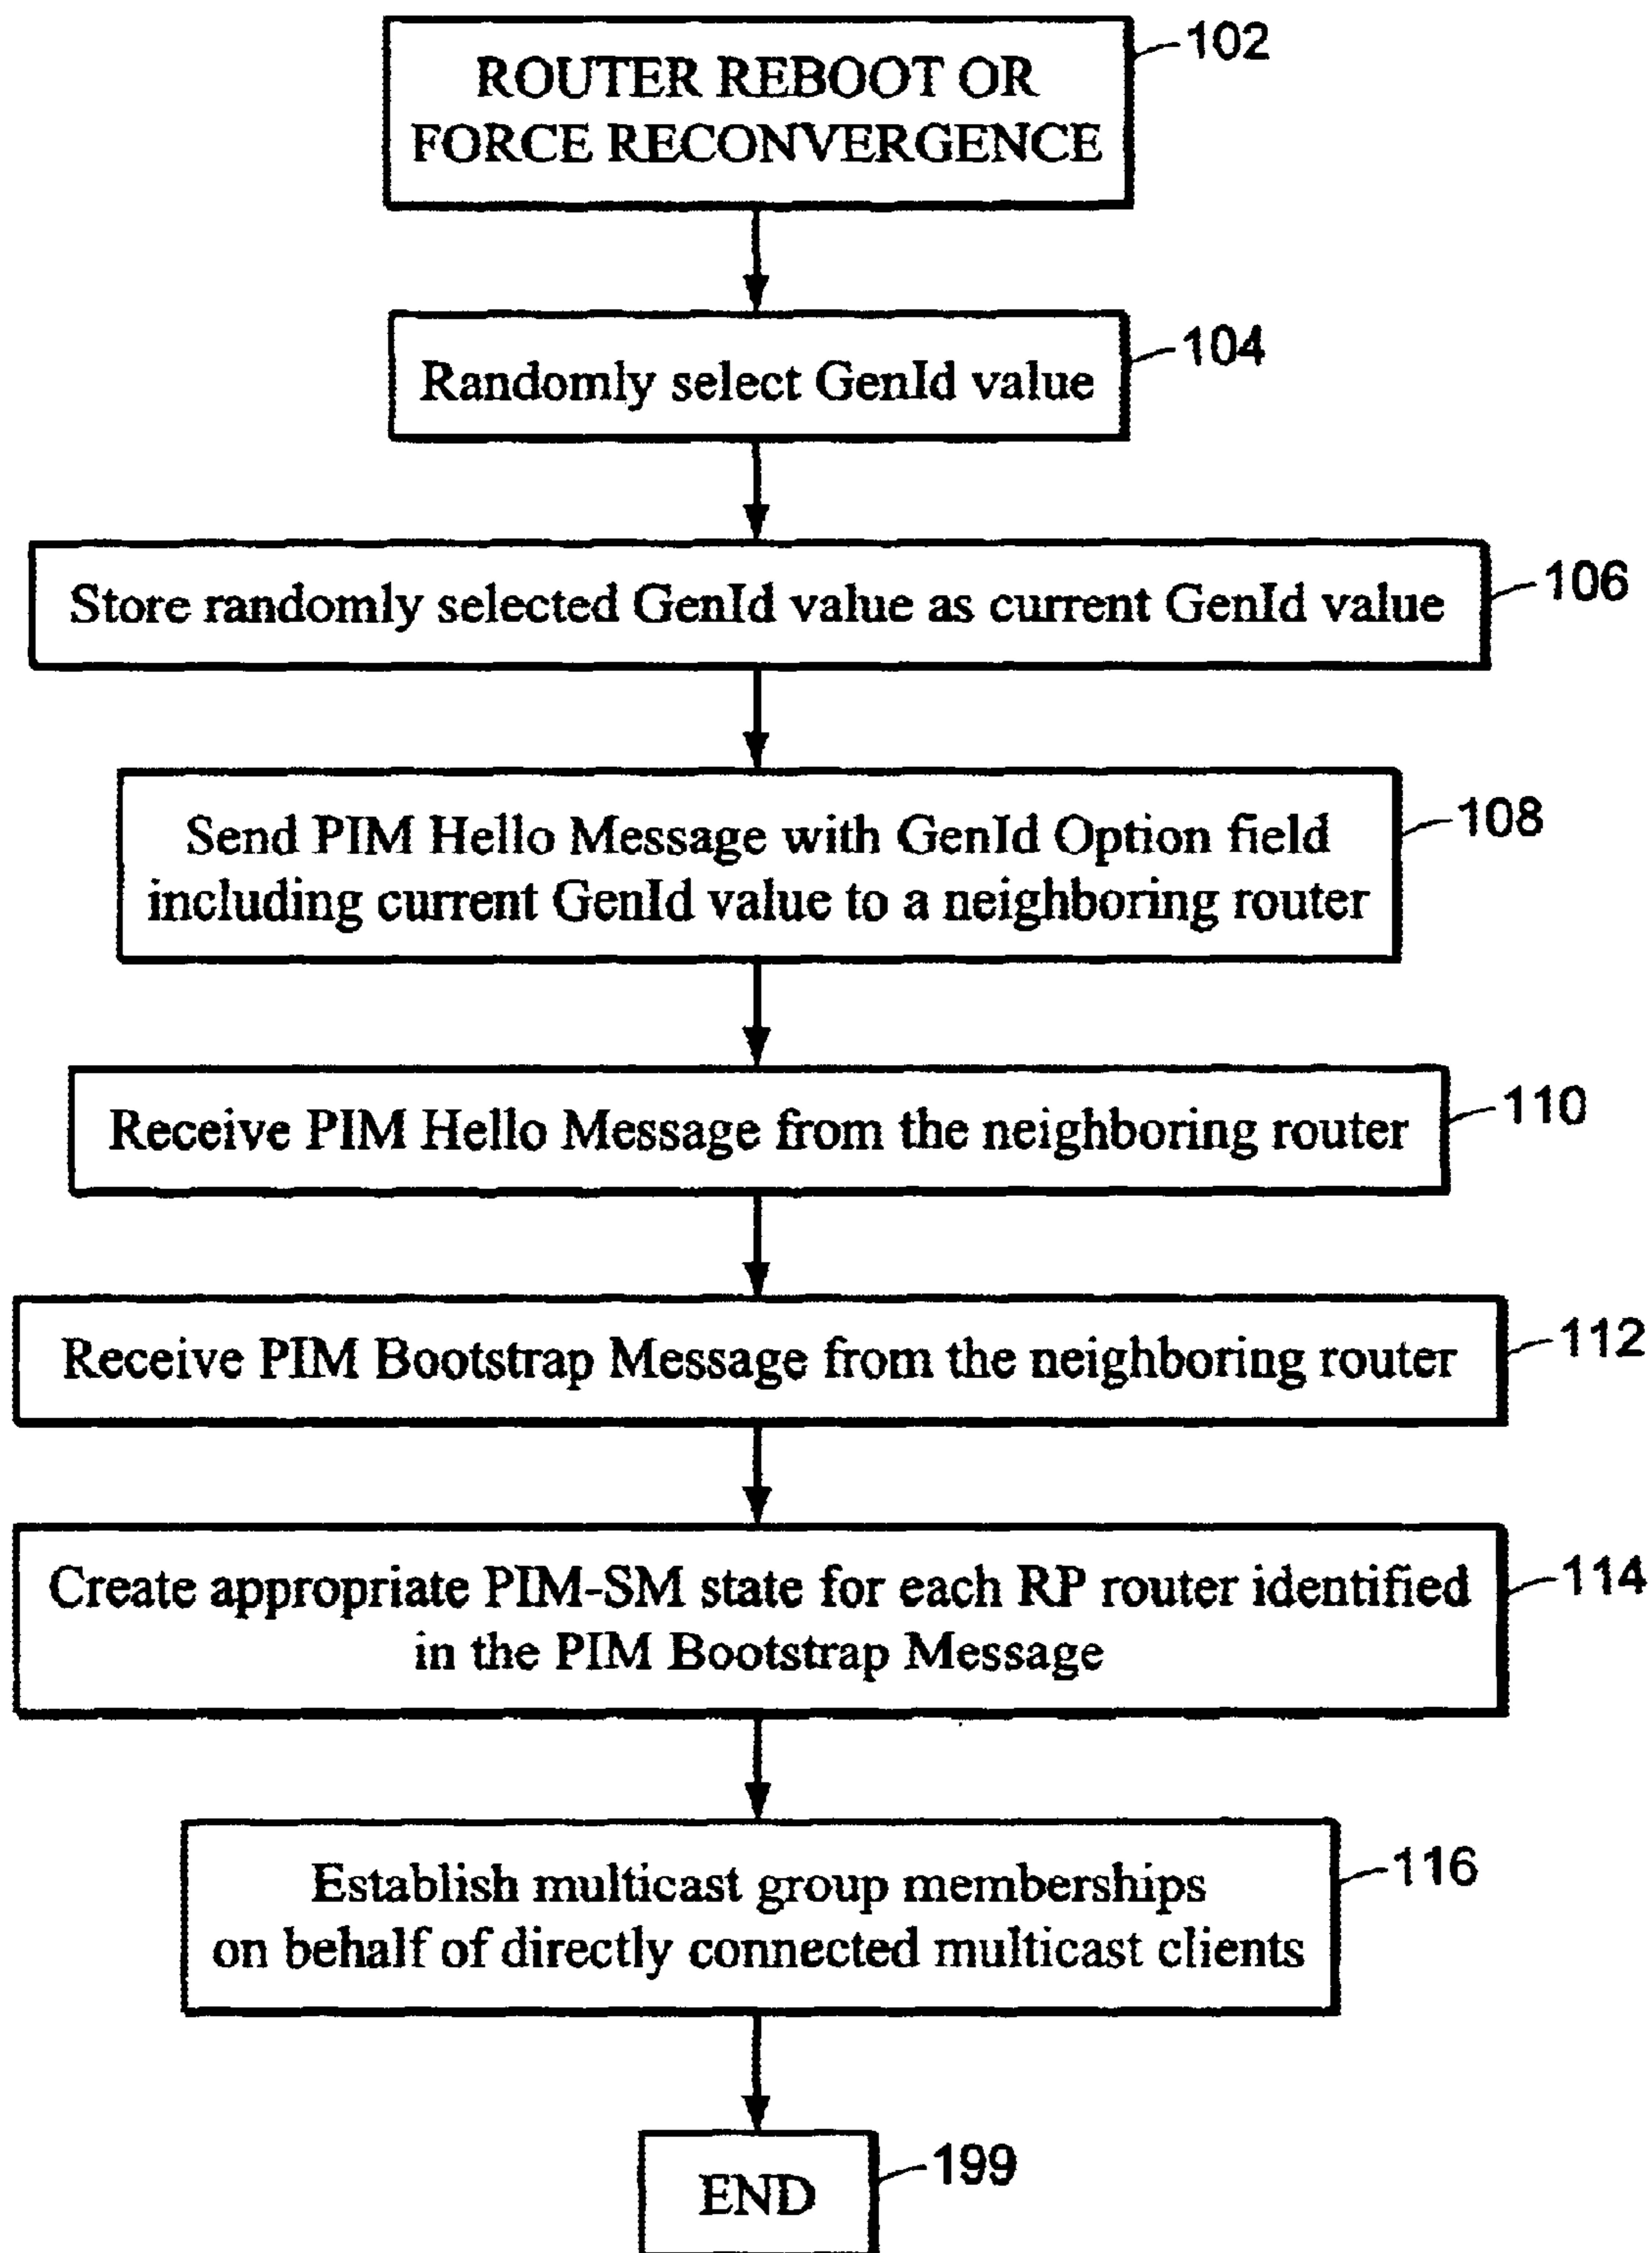 ROUTER REBOOT OR
FORCE RECONVERGENCE
102
Randomly select GenId value
104
Store randomly selected GenId value as current GenId value
106
Send PIM Hello Message with GenId Option field
including current GenId value to a neighboring router
108
Receive PIM Hello Message from the neighboring router
110
Receive PIM Bootstrap Message from the neighboring router
112
Create appropriate PIM-SM state for each RP router identified
in the PIM Bootstrap Message
114
Establish multicast group memberships
on behalf of directly connected multicast clients
116
END
199